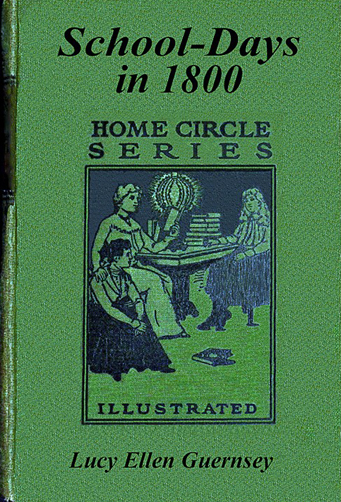 School-Days
in 1800
HOME CIRCLE
SERIES
ILLUSTRATED
Lucy Ellen Guernsey